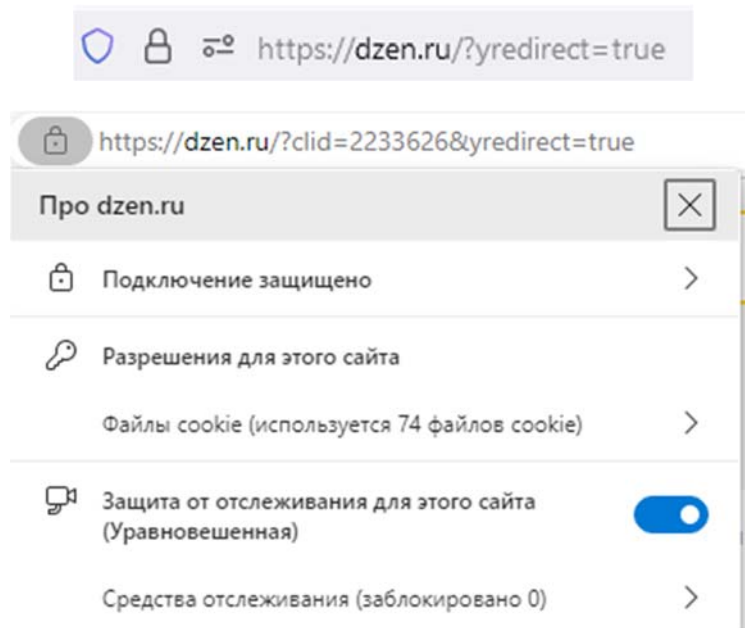 https://dzen.ru/?yredirect=true
https://dzen.ru/?clid=2233626&yredirect=true
Про dzen.ru
Подключение защищено
Разрешения для этого сайта
Файлы cookie (используется 74 файлов cookie)
Защита от отслеживания для этого сайта
(Уравновешенная)
Средства отслеживания (заблокировано 0)